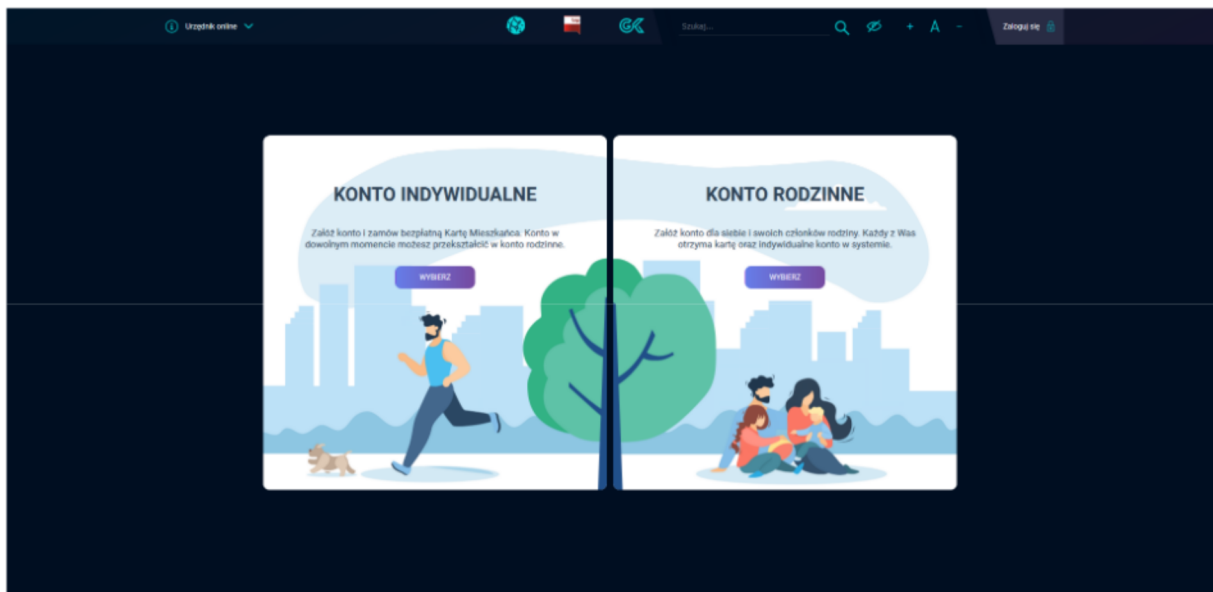 Urzędnik online
Szukaj...
+ A -
Zaloguj się
KONTO INDYWIDUALNE
Załóż konto i zamów bezpłatną Kartę Mieszkańca. Konto w
dowolnym momencie możesz przekształcić w konto rodzinne.
WYBIERZ
KONTO RODZINNE
Załóż konto dla siebie i swoich członków rodziny. Każdy z Was
otrzyma kartę oraz indywidualne konto w systemie.
WYBIERZ